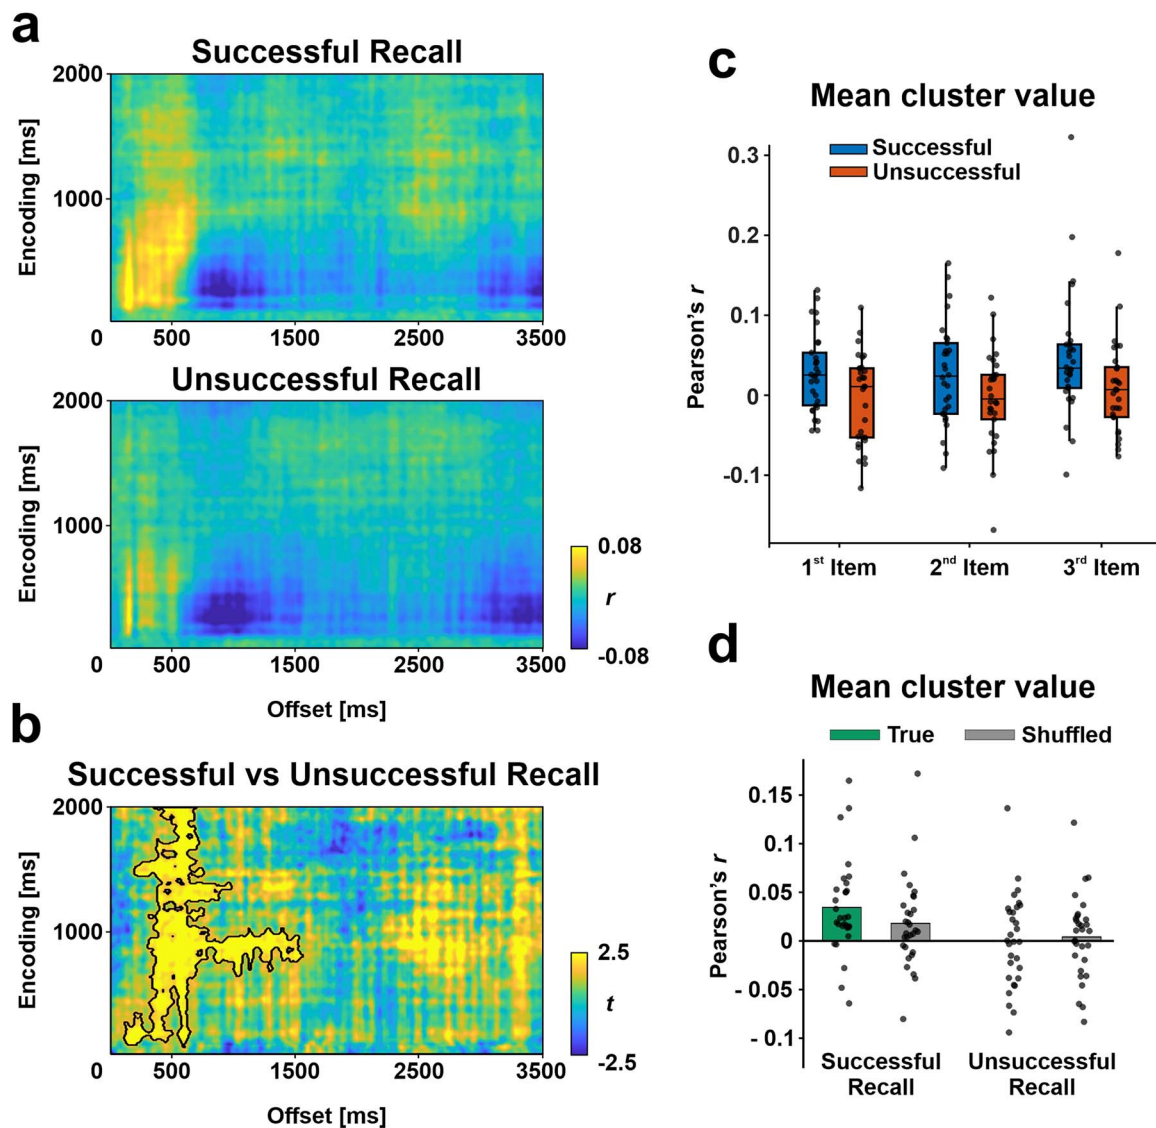 a
Successful Recall
Encoding [ms]
2000
1000
0
500
1500
2500
3500
Unsuccessful Recall
Encoding [ms]
2000
1000
0
500
1500
2500
3500
Offset [ms]
0.08
r
-0.08
b
Successful vs Unsuccessful Recall
Encoding [ms]
2000
1000
0
500
1500
2500
3500
Offset [ms]
2.5
t
-2.5
c
Mean cluster value
Successful
Unsuccessful
Pearson's r
0.3
0.2
0.1
0
-0.1
1st Item
2nd Item
3rd Item
d
Mean cluster value
True
Shuffled
Pearson's r
0.15
0.1
0.05
0
- 0.05
- 0.1
Successful
Recall
Unsuccessful
Recall